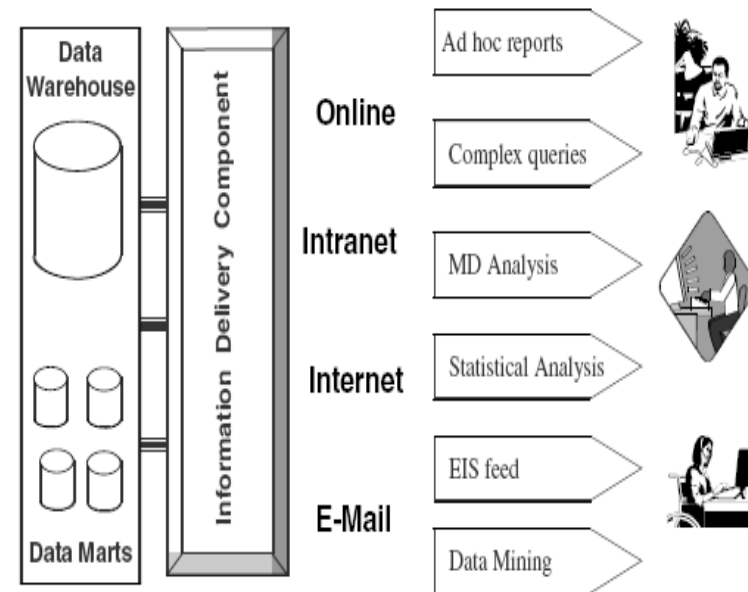 Data
Warehouse
Data Marts
Information Delivery Component
Online
Intranet
Internet
E-Mail
Ad hoc reports
Complex queries
MD Analysis
Statistical Analysis
EIS feed
Data Mining